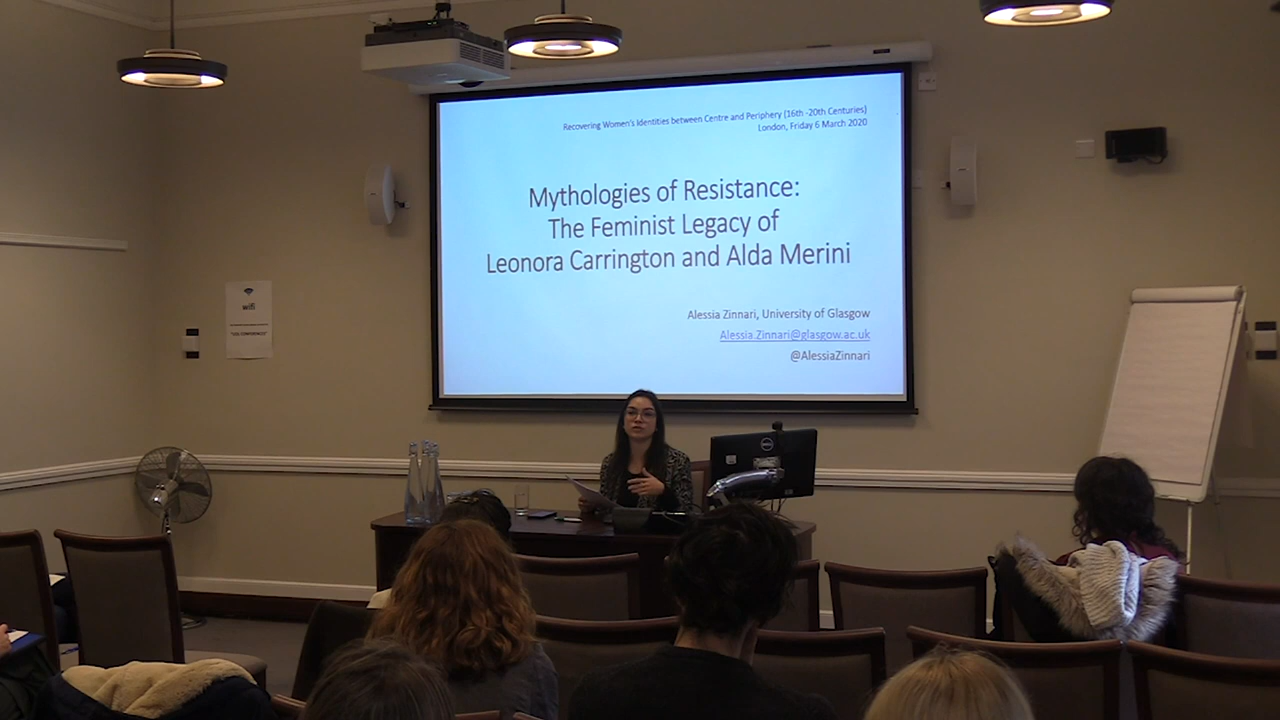 Recovering Women's Identities between Centre and Periphery (16th -20th Centuries)
London, Friday 6 March 2020
Mythologies of Resistance:
The Feminist Legacy of
Leonora Carrington and Alda Merini
Alessia Zinnari, University of Glasgow
Alessia.Zinnari@glasgow.ac.uk
@AlessiaZinnari
wifi
DELL